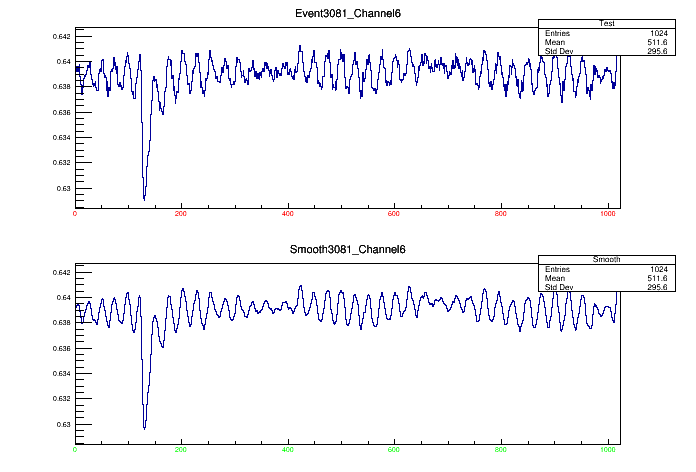 Event3081_Channel6
Test
Entries 1024
Mean 511.6
Std Dev 295.6
0.642
0.64
0.638
0.636
0.634
0.632
0.63
0 200 400 600 800 1000
Smooth3081_Channel6
Smooth
Entries 1024
Mean 511.6
Std Dev 295.6
0.642
0.64
0.638
0.636
0.634
0.632
0.63
0 200 400 600 800 1000